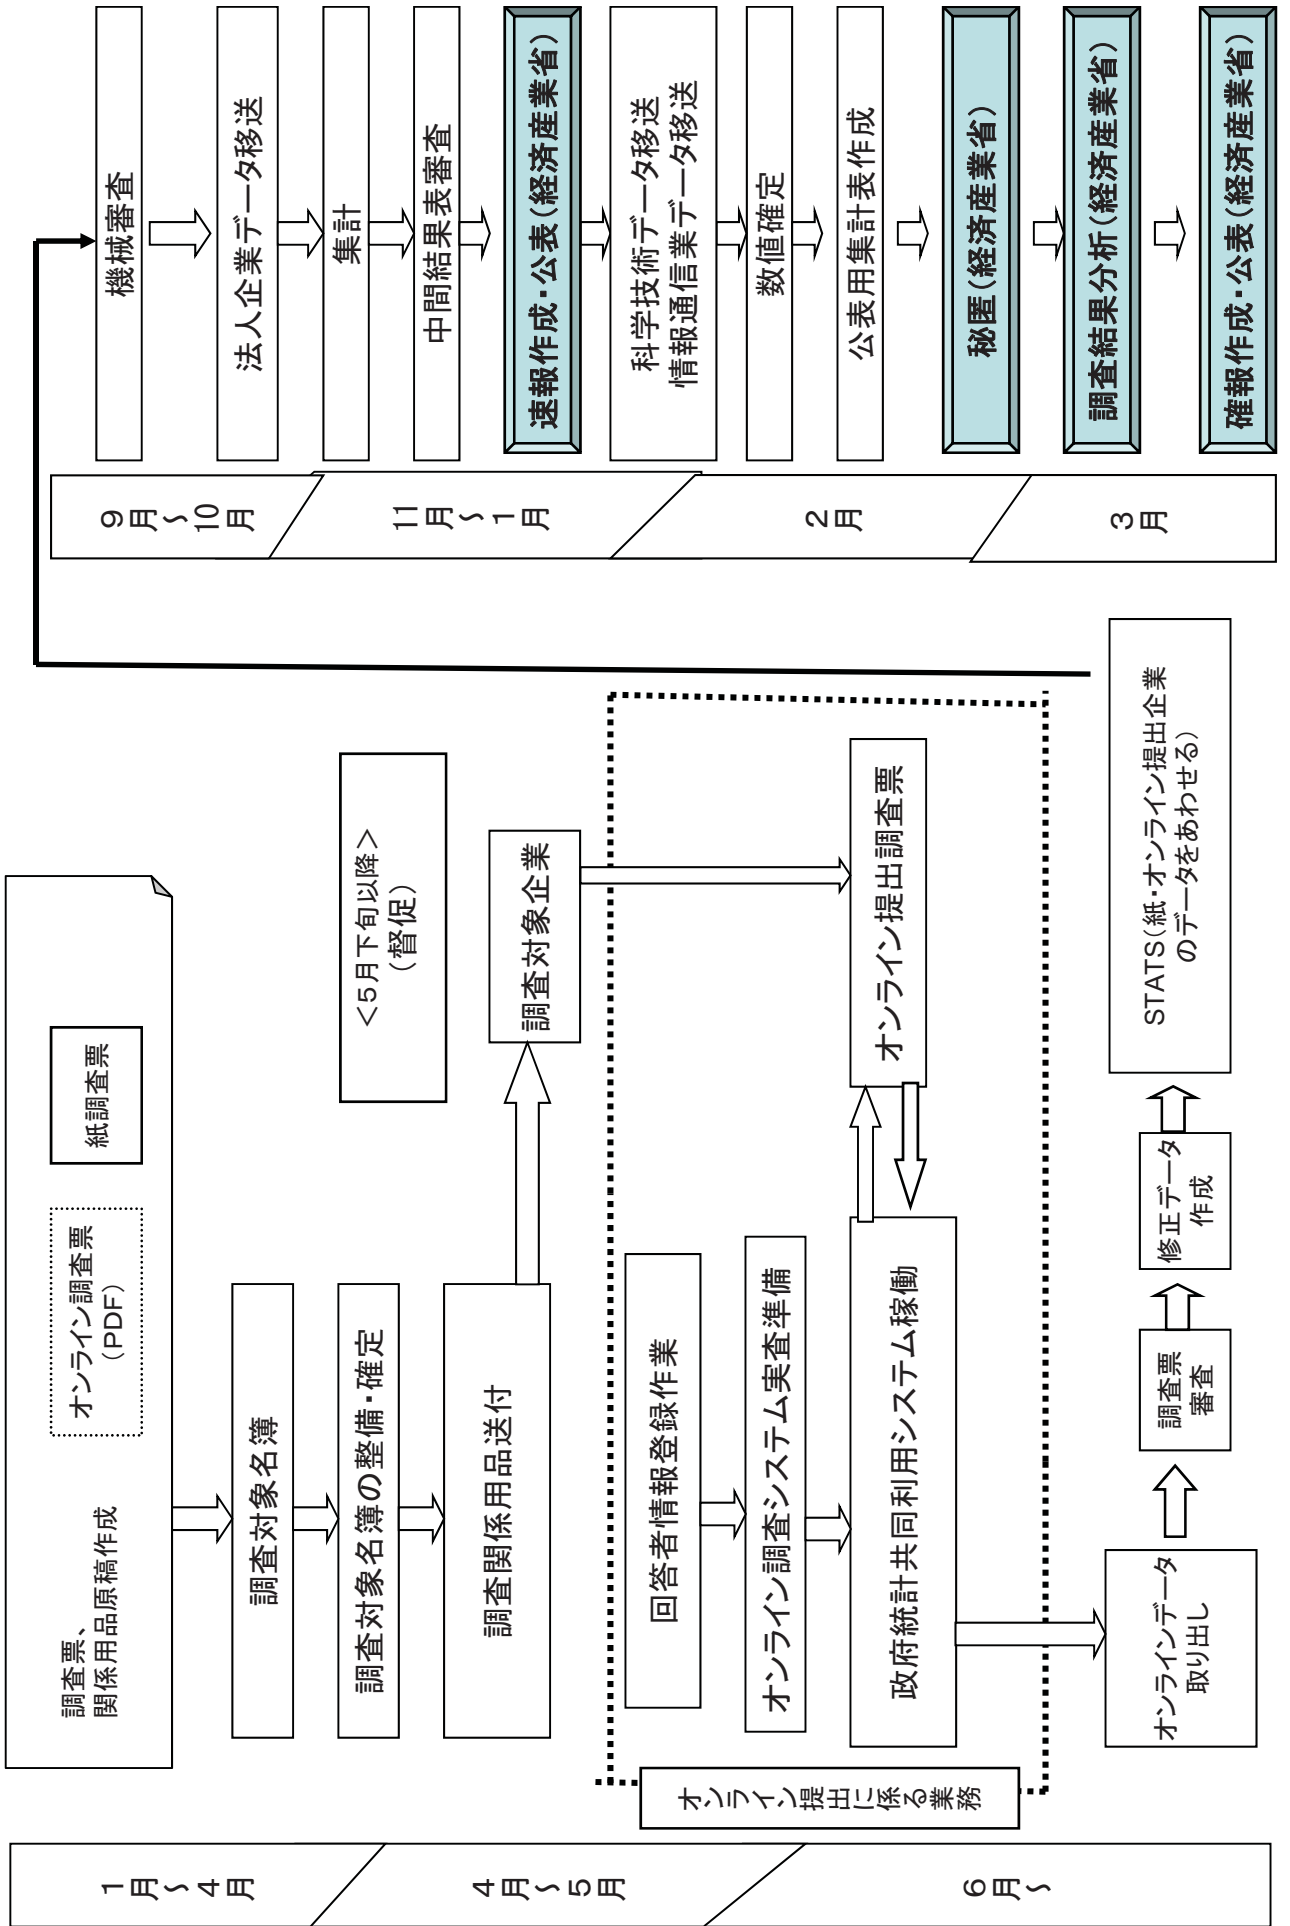 1月～4月
調査票、
関係用品原稿作成
オンライン調査票
（PDF）
紙調査票
調査対象名簿
調査対象名簿の整備・確定
4月～5月
調査関係用品送付
＜5月下旬以降＞
（督促）
調査対象企業
オンライン提出に係る業務
回答者情報登録作業
オンライン調査システム実査準備
政府統計共同利用システム稼働
オンライン提出調査票
6月～
オンラインデータ
取り出し
調査票
審査
修正データ
作成
STATS（紙・オンライン提出企業
のデータをあわせる）
9月～10月
機械審査
法人企業データ移送
11月～1月
集計
中間結果表審査
速報作成・公表（経済産業省）
科学技術データ移送
情報通信業データ移送
2月
数値確定
公表用集計表作成
秘匿（経済産業省）
3月
調査結果分析（経済産業省）
確報作成・公表（経済産業省）